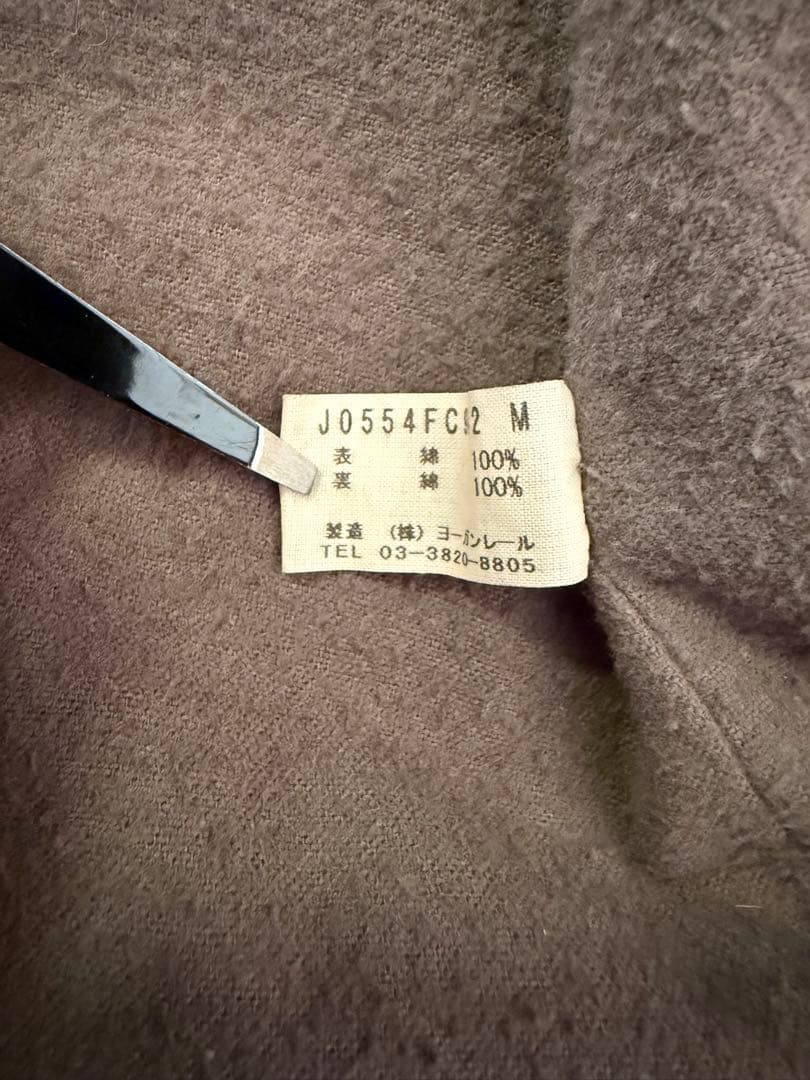 J0554FC92 M
表 綿 100%
裏 綿 100%
製造 (株) ヨーガンレール
TEL 03-3820-8805